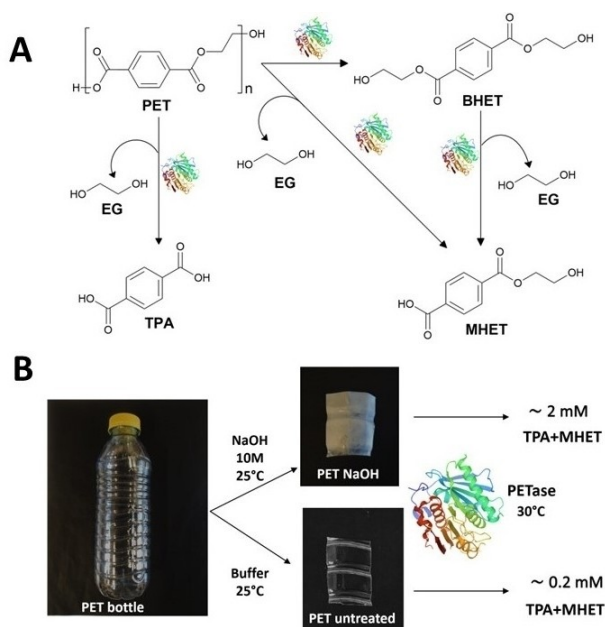 A
OH
O
O
O
H
O
O
n
PET
HO
O
O
O
O
OH
BHET
OH
HO
EG
OH
HO
EG
OH
HO
EG
O
OH
HO
O
TPA
O
O
OH
HO
O
MHET
B
NaOH
10M
25°C
PET NaOH
~ 2 mM
TPA+MHET
PETase
30°C
Buffer
25°C
PET bottle
PET untreated
~ 0.2 mM
TPA+MHET